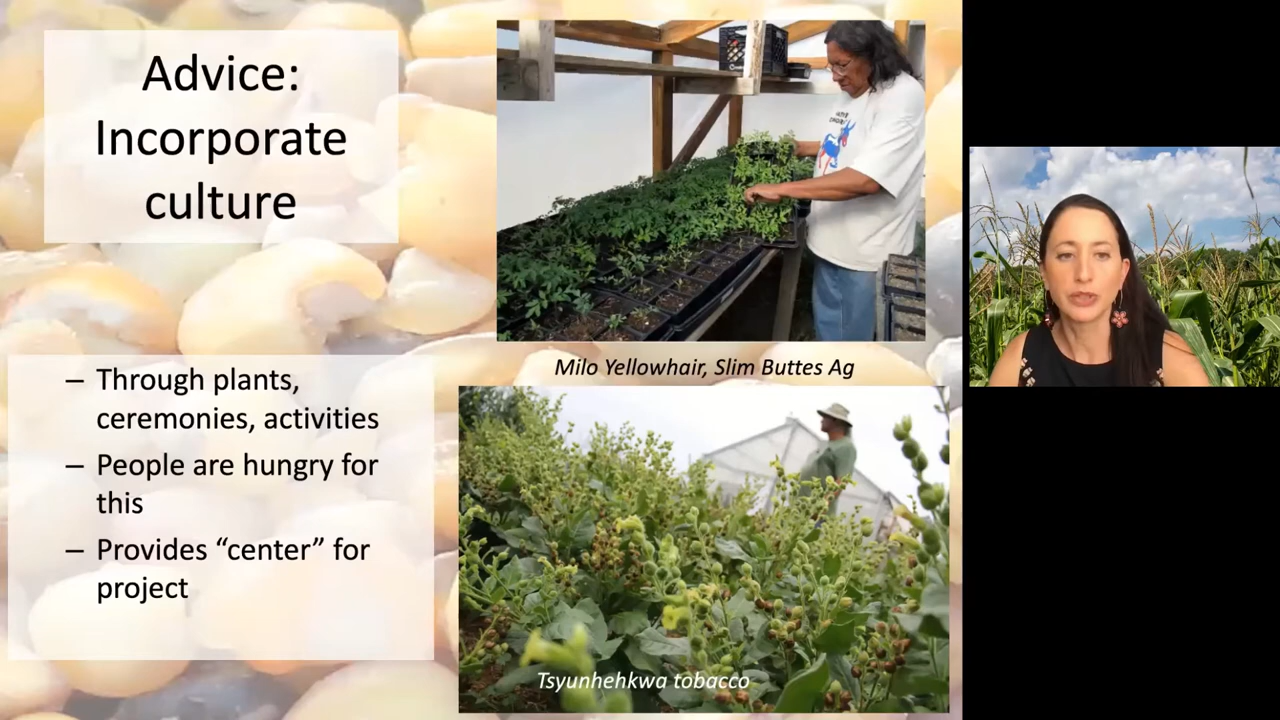 Advice:
Incorporate
culture
– Through plants,
ceremonies, activities
– People are hungry for
this
– Provides “center” for
project
Milo Yellowhair, Slim Buttes Ag
Tsyunhehkwa tobacco